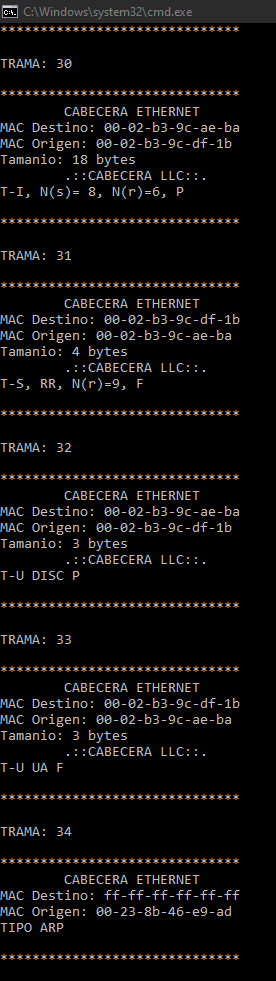 C:\Windows\system32\cmd.exe
******************************
TRAMA: 30
******************************
CABECERA ETHERNET
MAC Destino: 00-02-b3-9c-ae-ba
MAC Origen: 00-02-b3-9c-df-1b
Tamanio: 18 bytes
.::CABECERA LLC::.
T-I, N(s)= 8, N(r)=6, P
******************************
TRAMA: 31
******************************
CABECERA ETHERNET
MAC Destino: 00-02-b3-9c-df-1b
MAC Origen: 00-02-b3-9c-ae-ba
Tamanio: 4 bytes
.::CABECERA LLC::.
T-S, RR, N(r)=9, F
******************************
TRAMA: 32
******************************
CABECERA ETHERNET
MAC Destino: 00-02-b3-9c-ae-ba
MAC Origen: 00-02-b3-9c-df-1b
Tamanio: 3 bytes
.::CABECERA LLC::.
T-U DISC P
******************************
TRAMA: 33
******************************
CABECERA ETHERNET
MAC Destino: 00-02-b3-9c-df-1b
MAC Origen: 00-02-b3-9c-ae-ba
Tamanio: 3 bytes
.::CABECERA LLC::.
T-U UA F
******************************
TRAMA: 34
******************************
CABECERA ETHERNET
MAC Destino: ff-ff-ff-ff-ff-ff
MAC Origen: 00-23-8b-46-e9-ad
TIPO ARP
******************************